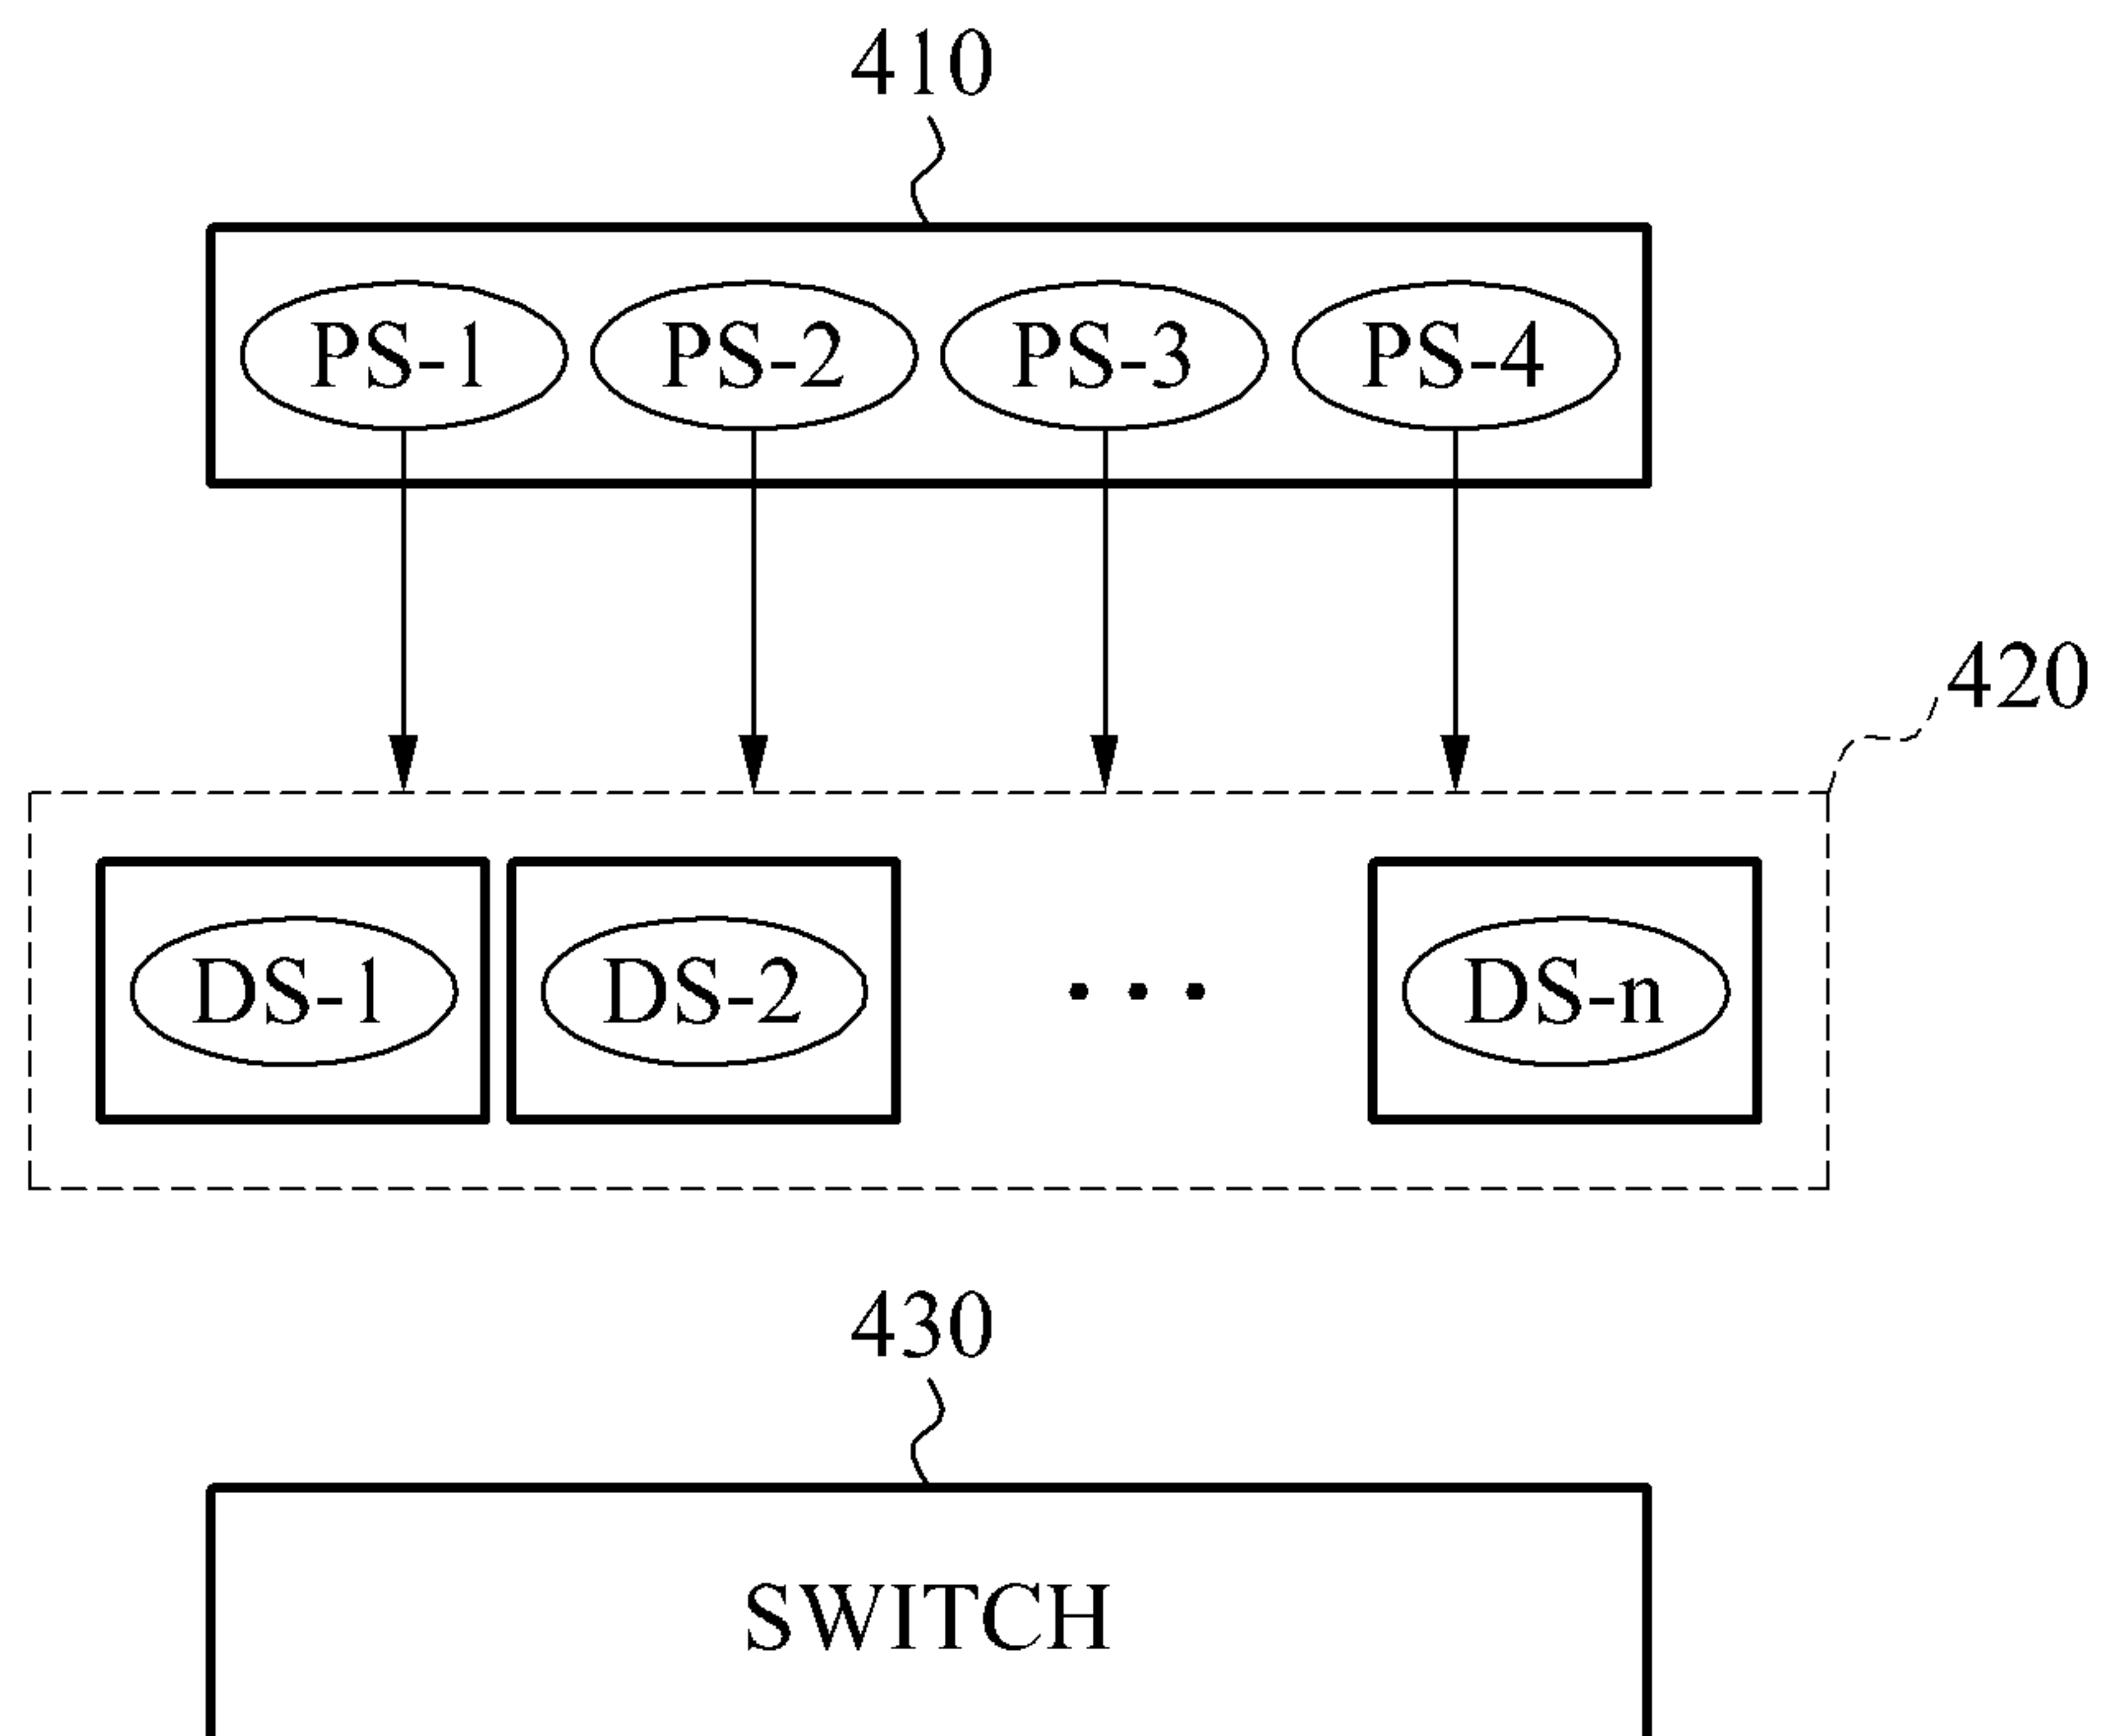 410
PS-1 PS-2 PS-3 PS-4
420
DS-1 DS-2 • • • DS-n
430
SWITCH